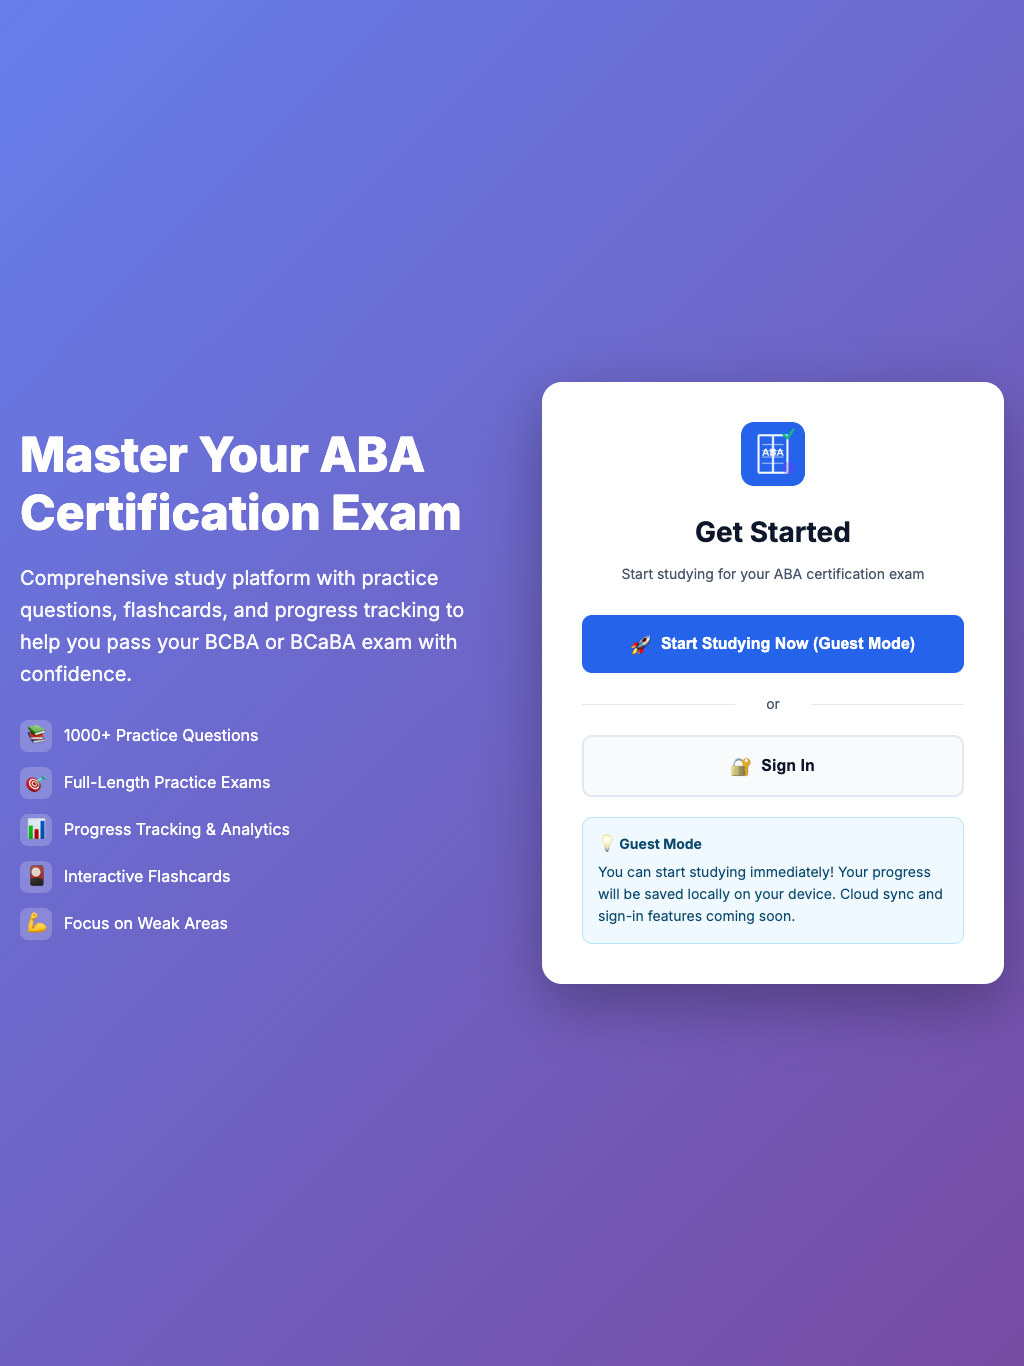 Master Your ABA
Certification Exam
Comprehensive study platform with practice
questions, flashcards, and progress tracking to
help you pass your BCBA or BCaBA exam with
confidence.
1000+ Practice Questions
Full-Length Practice Exams
Progress Tracking & Analytics
Interactive Flashcards
Focus on Weak Areas
ABA
Get Started
Start studying for your ABA certification exam
🚀 Start Studying Now (Guest Mode)
or
🔐 Sign In
💡 Guest Mode
You can start studying immediately! Your progress
will be saved locally on your device. Cloud sync and
sign-in features coming soon.